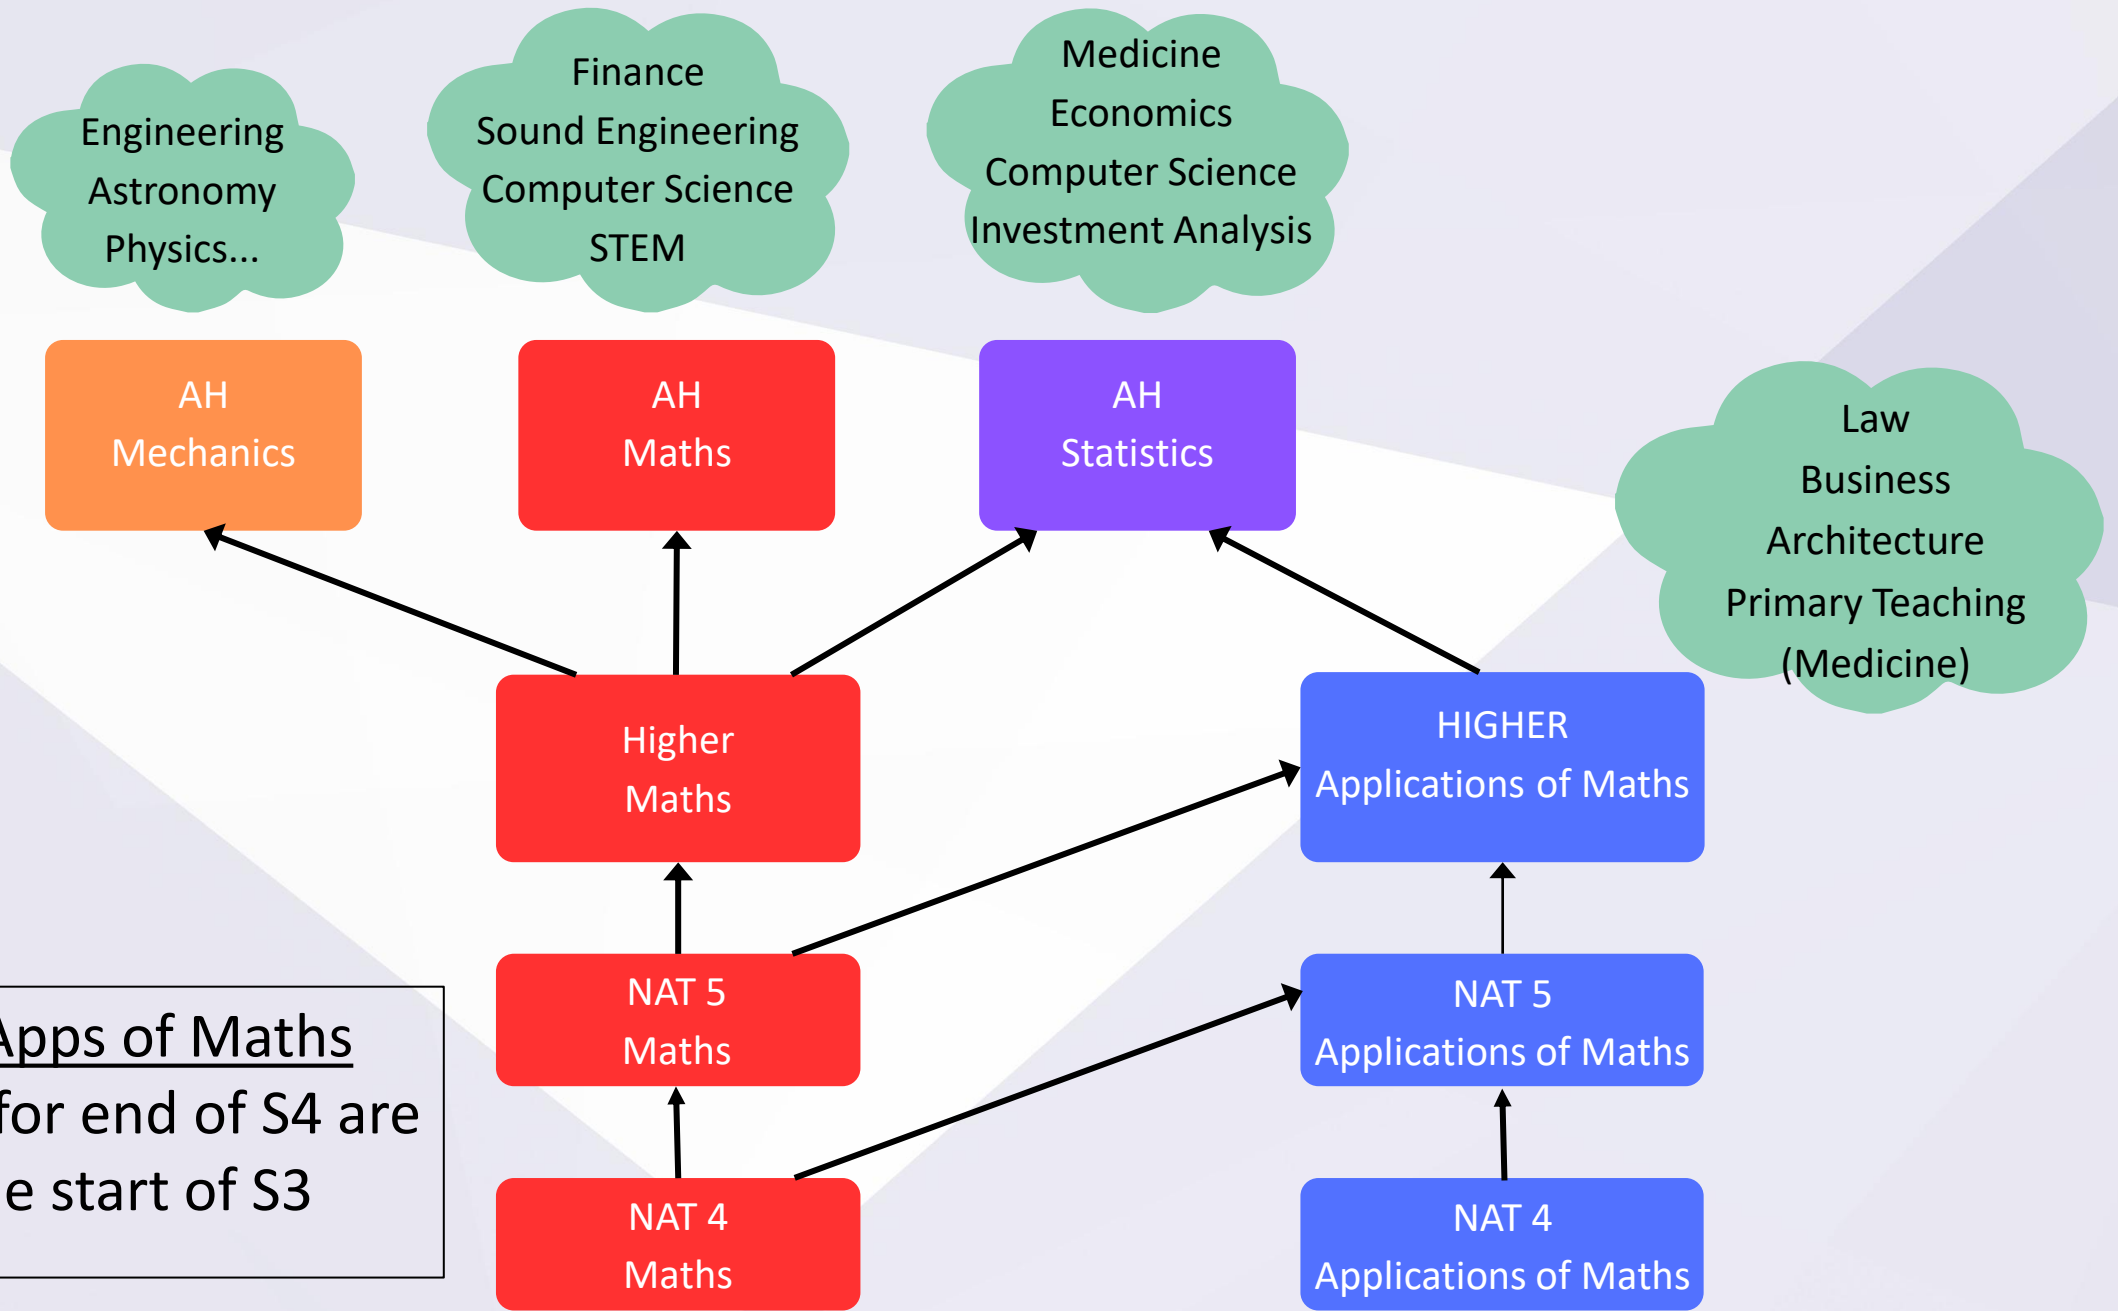 Engineering
Astronomy
Physics...
Finance
Sound Engineering
Computer Science
STEM
Medicine
Economics
Computer Science
Investment Analysis
AH
Mechanics
AH
Maths
AH
Statistics
Law
Business
Architecture
Primary Teaching
(Medicine)
Higher
Maths
HIGHER
Applications of Maths
NAT 5
Maths
NAT 5
Applications of Maths
Apps of Maths
for end of S4 are
start of S3
NAT 4
Maths
NAT 4
Applications of Maths